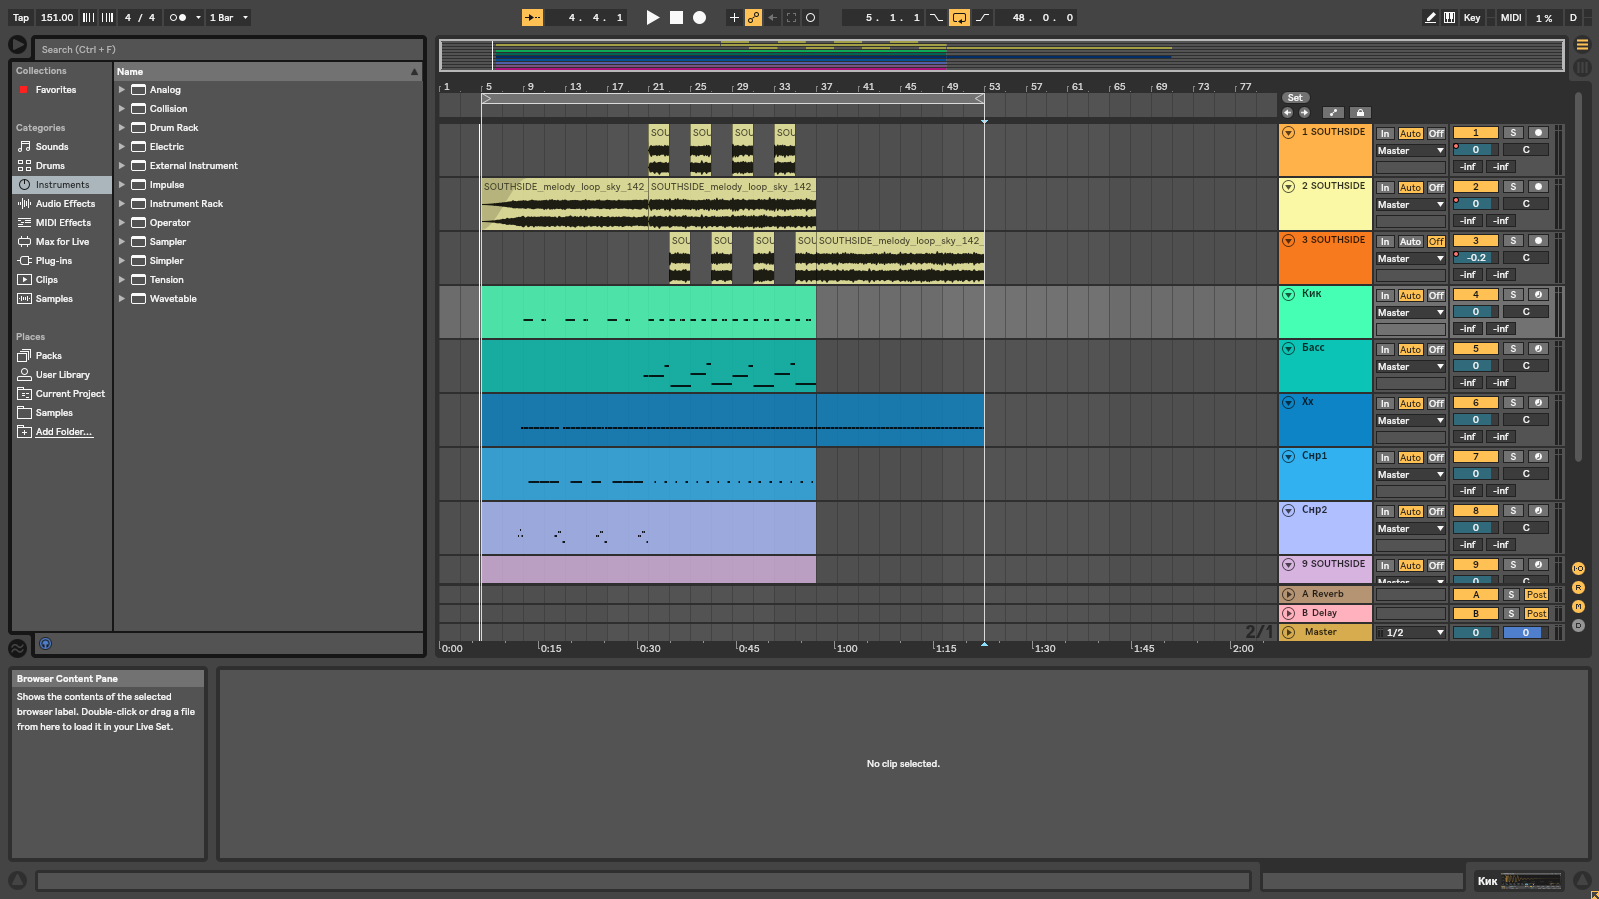 Tap 151.00 4 / 4 1 Bar 4. 4. 1 5. 1. 1 48. 0. 0 Key MIDI 1 % D
Search (Ctrl + F)
Collections
Favorites
Categories
Sounds
Drums
Instruments
Audio Effects
MIDI Effects
Max for Live
Plug-ins
Clips
Samples
Places
Packs
User Library
Current Project
Samples
Add Folder...
Name
Analog
Collision
Drum Rack
Electric
External Instrument
Impulse
Instrument Rack
Operator
Sampler
Simpler
Tension
Wavetable
1 5 9 13 17 21 25 29 33 37 41 45 49 53 57 61 65 69 73 77
Set
SOU SOU SOU SOU
1 SOUTHSIDE In Auto Off 1 S
Master 0 C
-inf -inf
SOUTHSIDE_melody_loop_sky_142_ SOUTHSIDE_melody_loop_sky_142_
2 SOUTHSIDE In Auto Off 2 S
Master 0 C
-inf -inf
SOU SOU SOU SOU SOUTHSIDE_melody_loop_sky_142_
3 SOUTHSIDE In Auto Off 3 S
Master -0.2 C
-inf -inf
Кик In Auto Off 4 S
Master 0 C
-inf -inf
Басс In Auto Off 5 S
Master 0 C
-inf -inf
Хх In Auto Off 6 S
Master 0 C
-inf -inf
Снр1 In Auto Off 7 S
Master 0 C
-inf -inf
Снр2 In Auto Off 8 S
Master 0 C
-inf -inf
9 SOUTHSIDE In Auto Off 9 S
Master 0 C
A Reverb A S Post
B Delay B S Post
2/1 Master 1/2 0 0
0:00 0:15 0:30 0:45 1:00 1:15 1:30 1:45 2:00
I·O
R
M
D
Browser Content Pane
Shows the contents of the selected
browser label. Double-click or drag a file
from here to load it in your Live Set.
No clip selected.
Кик